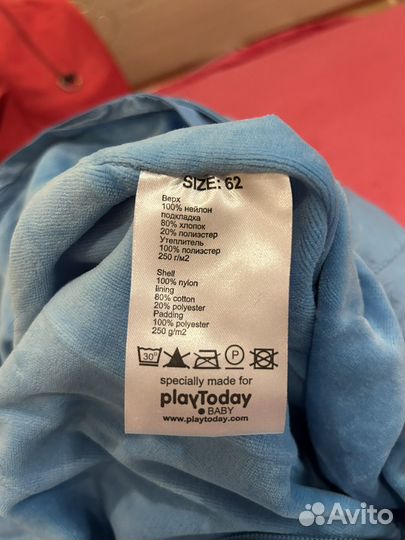 SIZE: 62
Верх
100% нейлон
подкладка
80% хлопок
20% полиэстер
Утеплитель
100% полиэстер
250 г/м2
Shell
100% nylon
lining
80% cotton
20% polyester
Padding
100% polyester
250 g/m2
30°
P
specially made for
playToday
BABY
www.playtoday.com
Avito